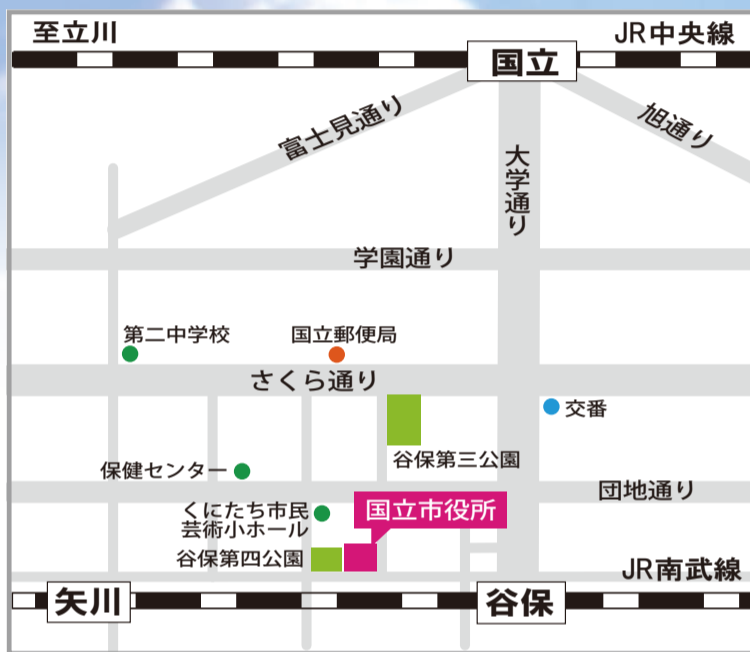 至立川
JR中央線
国立
富士見通り
旭通り
大学通り
学園通り
第二中学校
国立郵便局
さくら通り
交番
谷保第三公園
保健センター
団地通り
くにたち市民
芸術小ホール
国立市役所
谷保第四公園
JR南武線
矢川
谷保